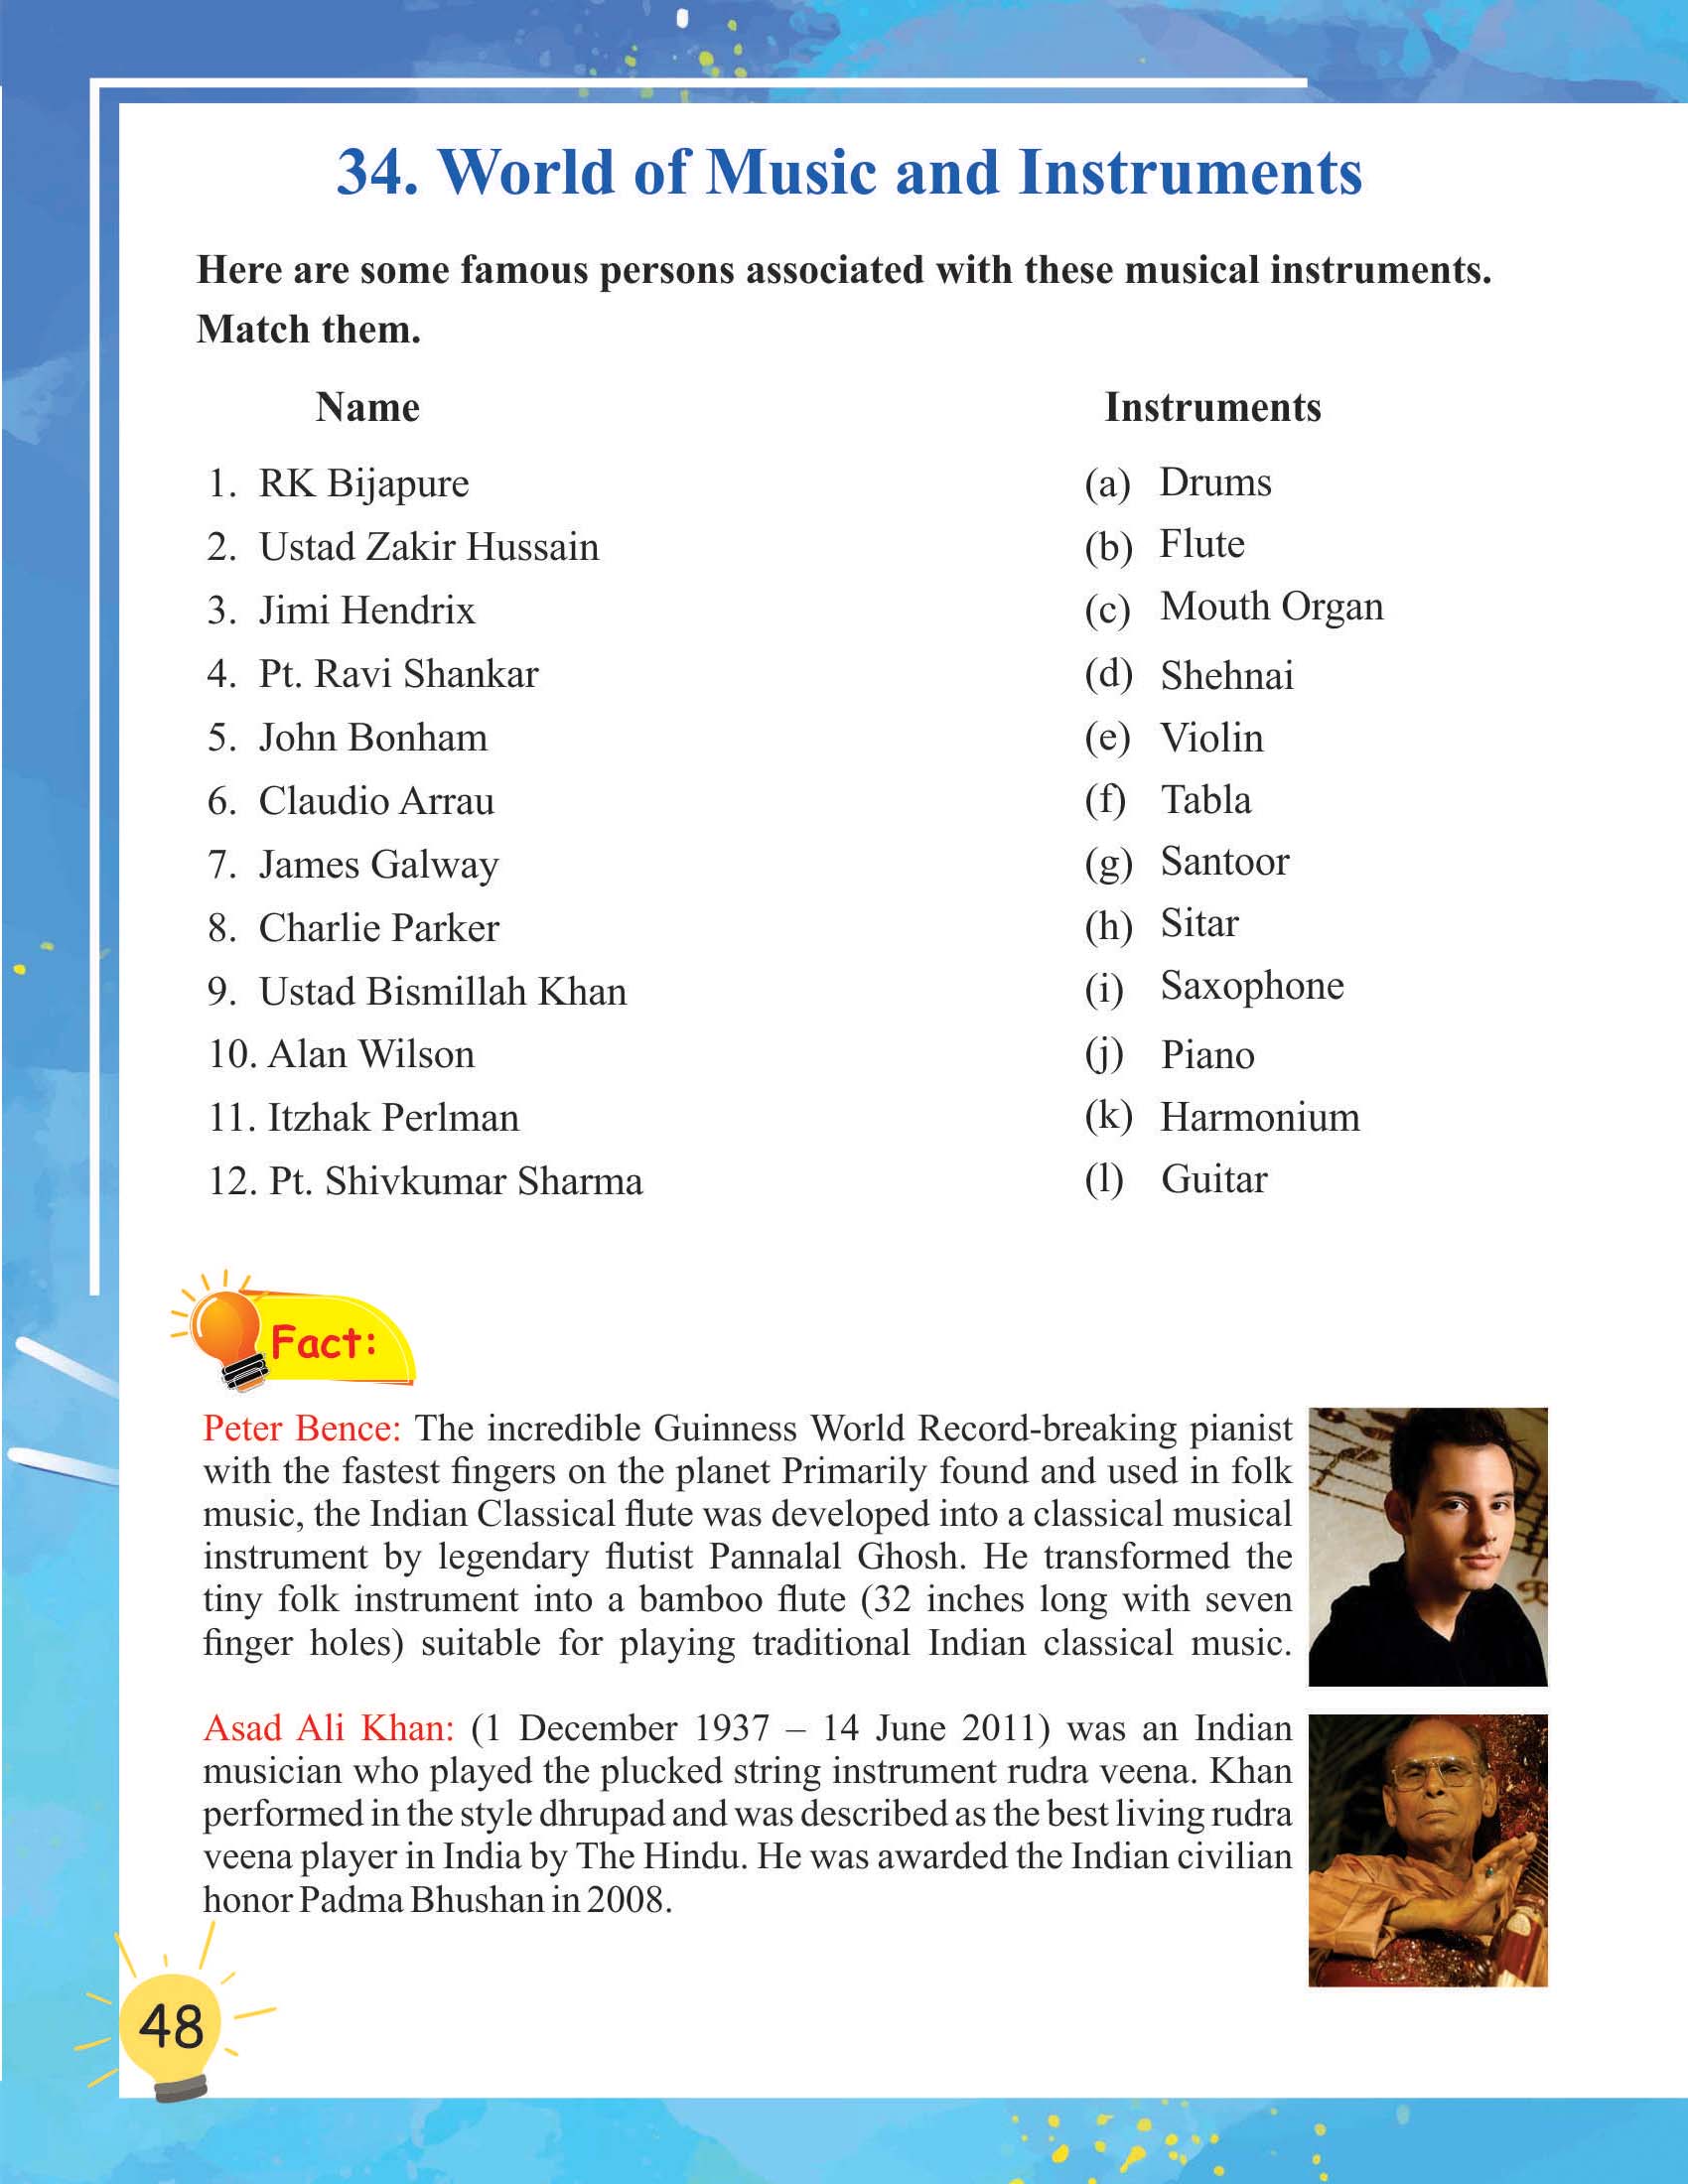 34. World of Music and Instruments
Here are some famous persons associated with these musical instruments.
Match them.
Name Instruments
1. RK Bijapure (a) Drums
2. Ustad Zakir Hussain (b) Flute
3. Jimi Hendrix (c) Mouth Organ
4. Pt. Ravi Shankar (d) Shehnai
5. John Bonham (e) Violin
6. Claudio Arrau (f) Tabla
7. James Galway (g) Santoor
8. Charlie Parker (h) Sitar
9. Ustad Bismillah Khan (i) Saxophone
10. Alan Wilson (j) Piano
11. Itzhak Perlman (k) Harmonium
12. Pt. Shivkumar Sharma (l) Guitar
Fact:
Peter Bence: The incredible Guinness World Record-breaking pianist
with the fastest fingers on the planet Primarily found and used in folk
music, the Indian Classical flute was developed into a classical musical
instrument by legendary flutist Pannalal Ghosh. He transformed the
tiny folk instrument into a bamboo flute (32 inches long with seven
finger holes) suitable for playing traditional Indian classical music.
Asad Ali Khan: (1 December 1937 – 14 June 2011) was an Indian
musician who played the plucked string instrument rudra veena. Khan
performed in the style dhrupad and was described as the best living rudra
veena player in India by The Hindu. He was awarded the Indian civilian
honor Padma Bhushan in 2008.
48